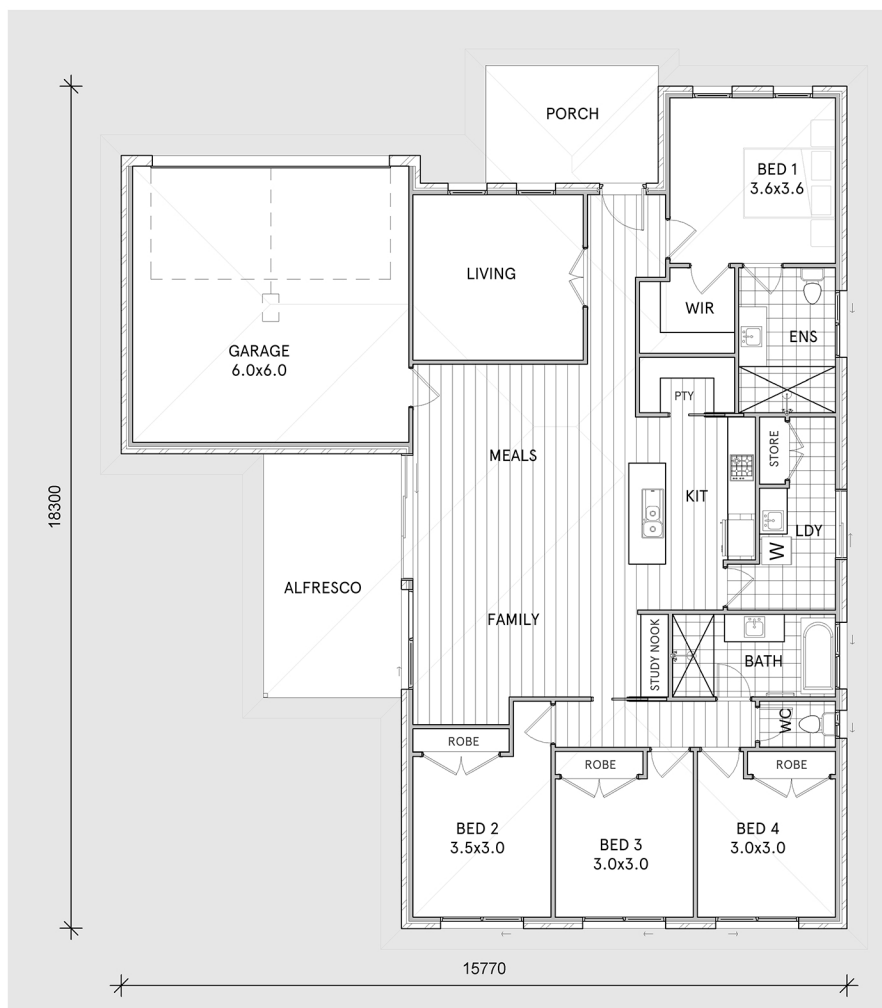 PORCH
BED 1
3.6x3.6
LIVING
WIR
ENS
GARAGE
6.0x6.0
PTY
MEALS
STORE
KIT
18300
LDY
W
ALFRESCO
FAMILY
STUDY NOOK
BATH
WC
ROBE
ROBE
ROBE
BED 2
3.5x3.0
BED 3
3.0x3.0
BED 4
3.0x3.0
15770